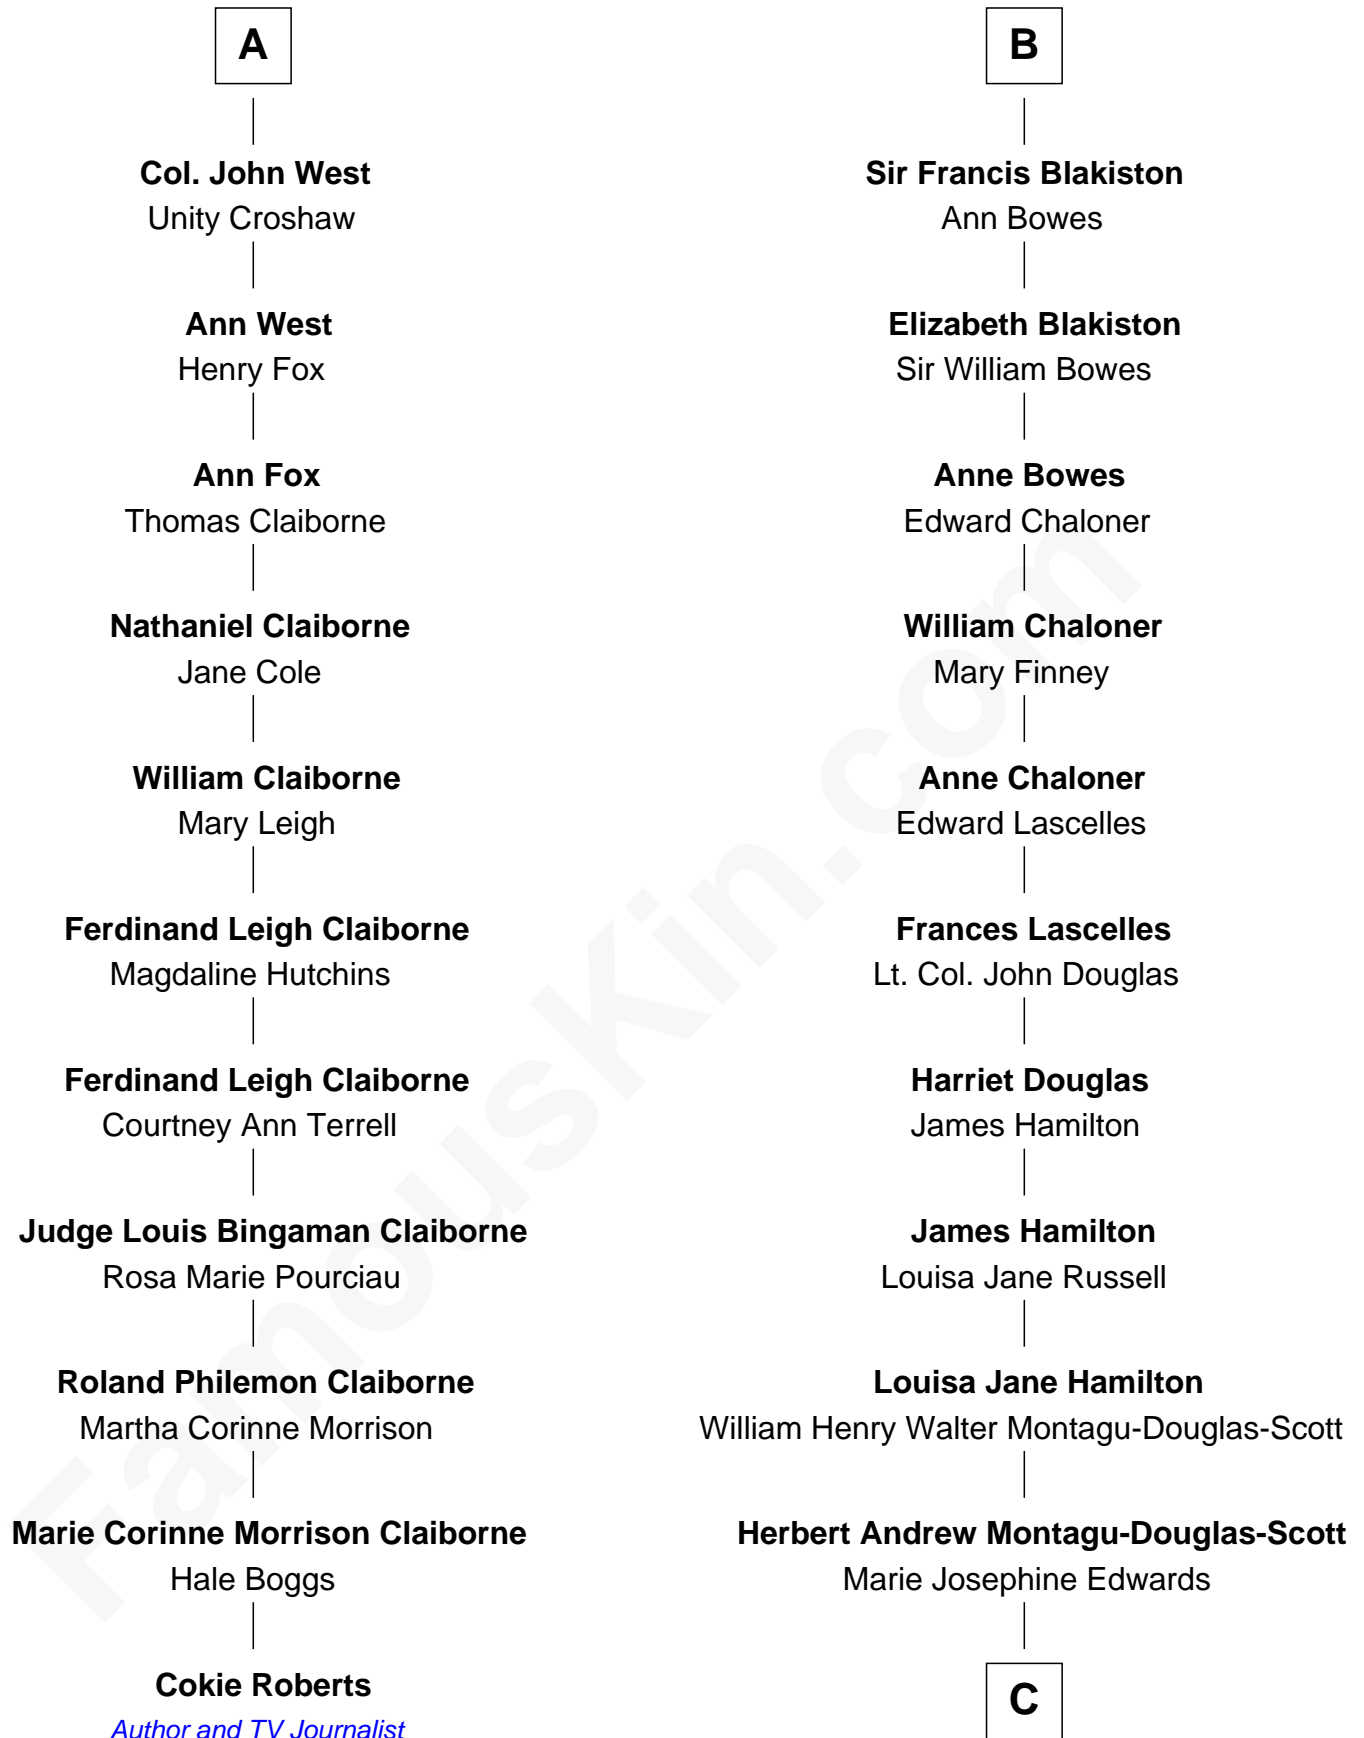 A
Col. John West
Unity Croshaw
Ann West
Henry Fox
Ann Fox
Thomas Claiborne
Nathaniel Claiborne
Jane Cole
William Claiborne
Mary Leigh
Ferdinand Leigh Claiborne
Magdaline Hutchins
Ferdinand Leigh Claiborne
Courtney Ann Terrell
Judge Louis Bingaman Claiborne
Rosa Marie Pourciau
Roland Philemon Claiborne
Martha Corinne Morrison
Marie Corinne Morrison Claiborne
Hale Boggs
Cokie Roberts
Author and TV Journalist
B
Sir Francis Blakiston
Ann Bowes
Elizabeth Blakiston
Sir William Bowes
Anne Bowes
Edward Chaloner
William Chaloner
Mary Finney
Anne Chaloner
Edward Lascelles
Frances Lascelles
Lt. Col. John Douglas
Harriet Douglas
James Hamilton
James Hamilton
Louisa Jane Russell
Louisa Jane Hamilton
William Henry Walter Montagu-Douglas-Scott
Herbert Andrew Montagu-Douglas-Scott
Marie Josephine Edwards
C
FamousKin.com